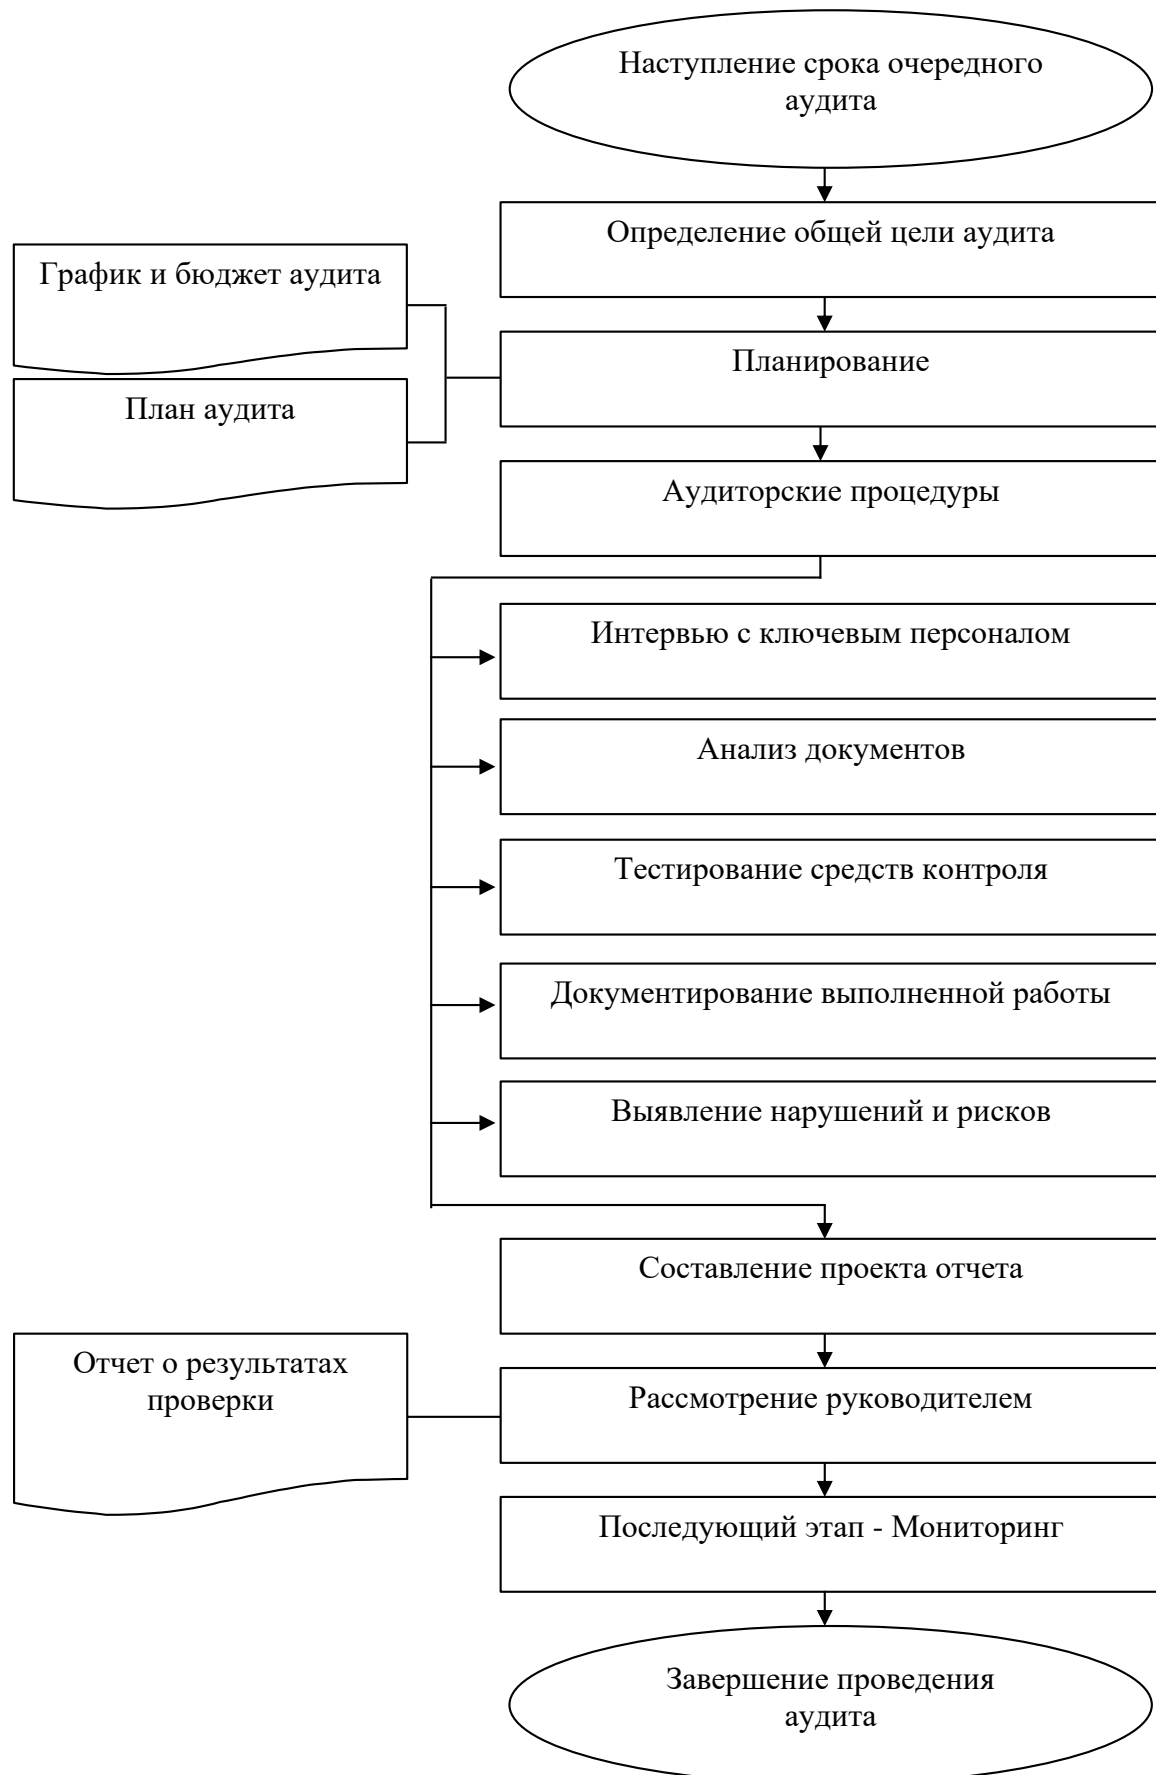 Наступление срока очередного
аудита
Определение общей цели аудита
График и бюджет аудита
Планирование
План аудита
Аудиторские процедуры
Интервью с ключевым персоналом
Анализ документов
Тестирование средств контроля
Документирование выполненной работы
Выявление нарушений и рисков
Составление проекта отчета
Отчет о результатах
проверки
Рассмотрение руководителем
Последующий этап - Мониторинг
Завершение проведения
аудита